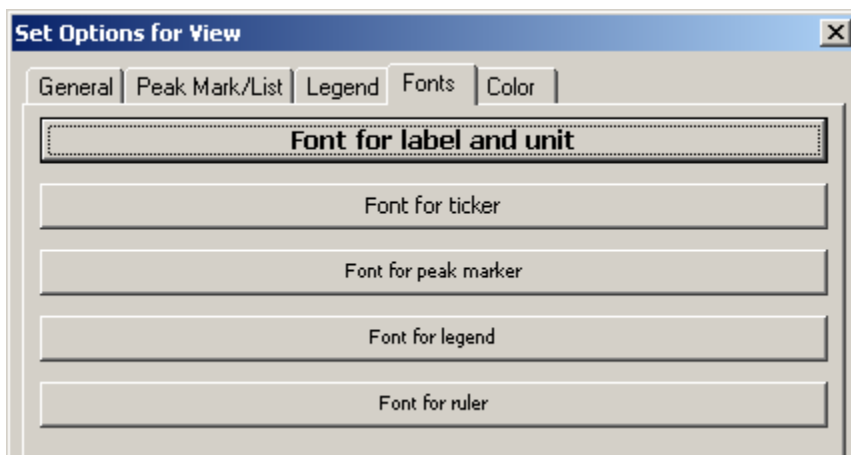 Set Options for View
General Peak Mark/List Legend Fonts Color
Font for label and unit
Font for ticker
Font for peak marker
Font for legend
Font for ruler